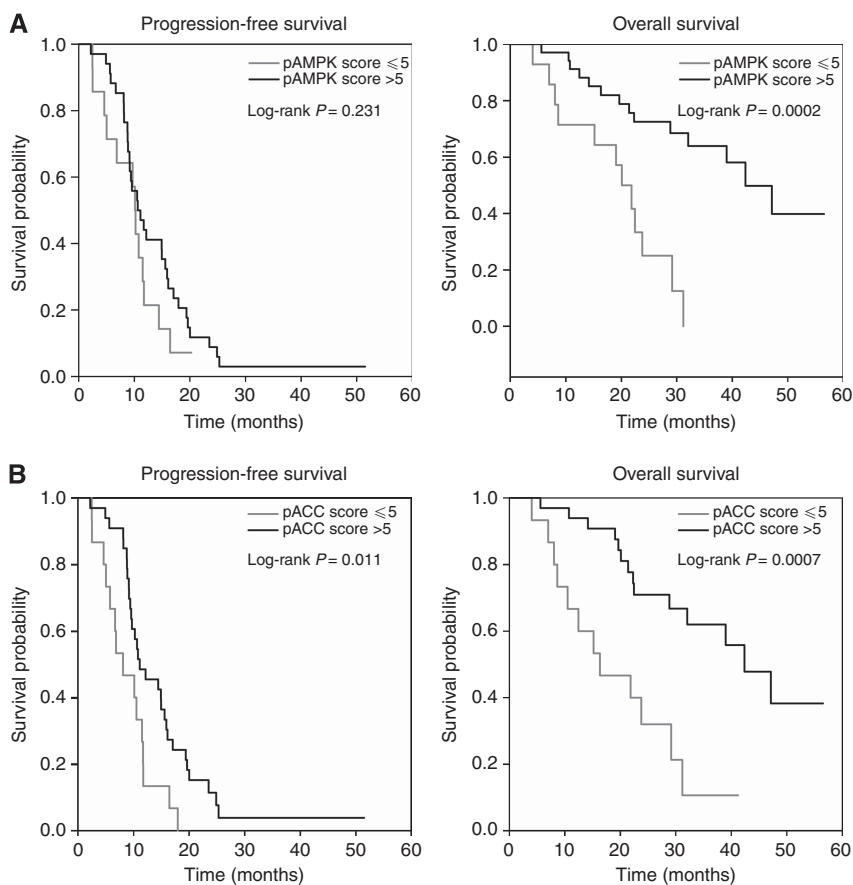 A
Progression-free survival
Overall survival
1.0
0.8
0.6
0.4
0.2
0.0
Survival probability
pAMPK score ⩽5
pAMPK score >5
Log-rank P = 0.231
0 10 20 30 40 50 60
Time (months)
1.0
0.8
0.6
0.4
0.2
0.0
Survival probability
pAMPK score ⩽5
pAMPK score >5
Log-rank P = 0.0002
0 10 20 30 40 50 60
Time (months)
B
Progression-free survival
Overall survival
1.0
0.8
0.6
0.4
0.2
0.0
Survival probability
pACC score ⩽5
pACC score >5
Log-rank P = 0.011
0 10 20 30 40 50 60
Time (months)
1.0
0.8
0.6
0.4
0.2
0.0
Survival probability
pACC score ⩽5
pACC score >5
Log-rank P = 0.0007
0 10 20 30 40 50 60
Time (months)